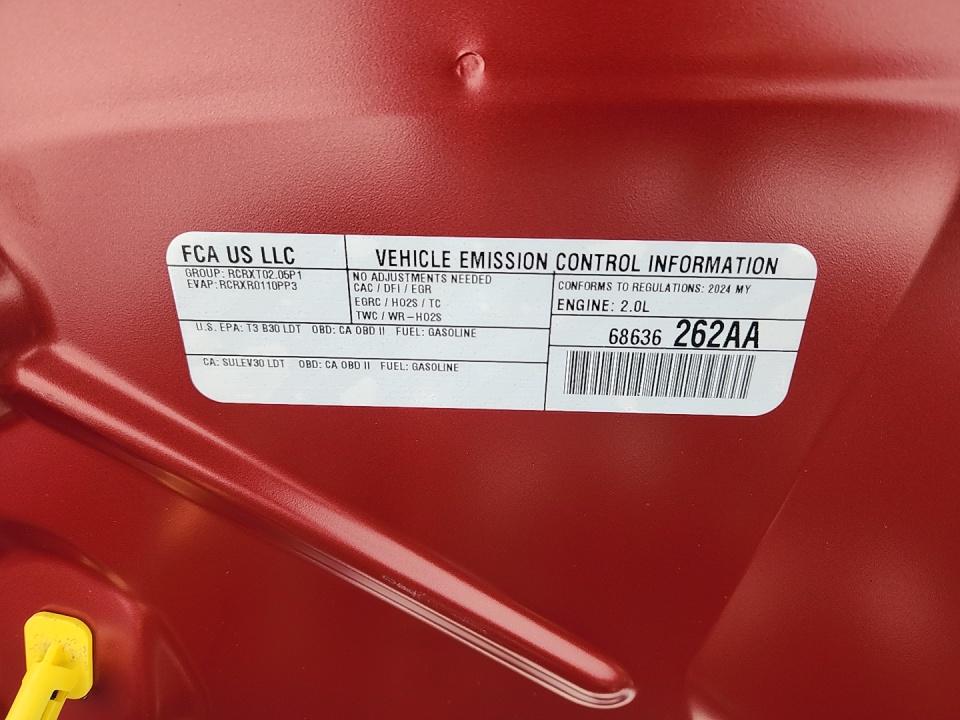 FCA US LLC
VEHICLE EMISSION CONTROL INFORMATION
GROUP: RCRXT02.05P1
EVAP:RCRXR0110PP3
NO ADJUSTMENTS NEEDED
CAC / DFI / EGR
EGRC / HO2S / TC
TWC / WR-HO2S
CONFORMS TO REGULATIONS: 2024 MY
ENGINE: 2.0L
U.S. EPA: T3 B30 LDT OBD: CA OBD II FUEL: GASOLINE
68636 262AA
CA: SULEV30 LDT OBD: CA OBD II FUEL: GASOLINE